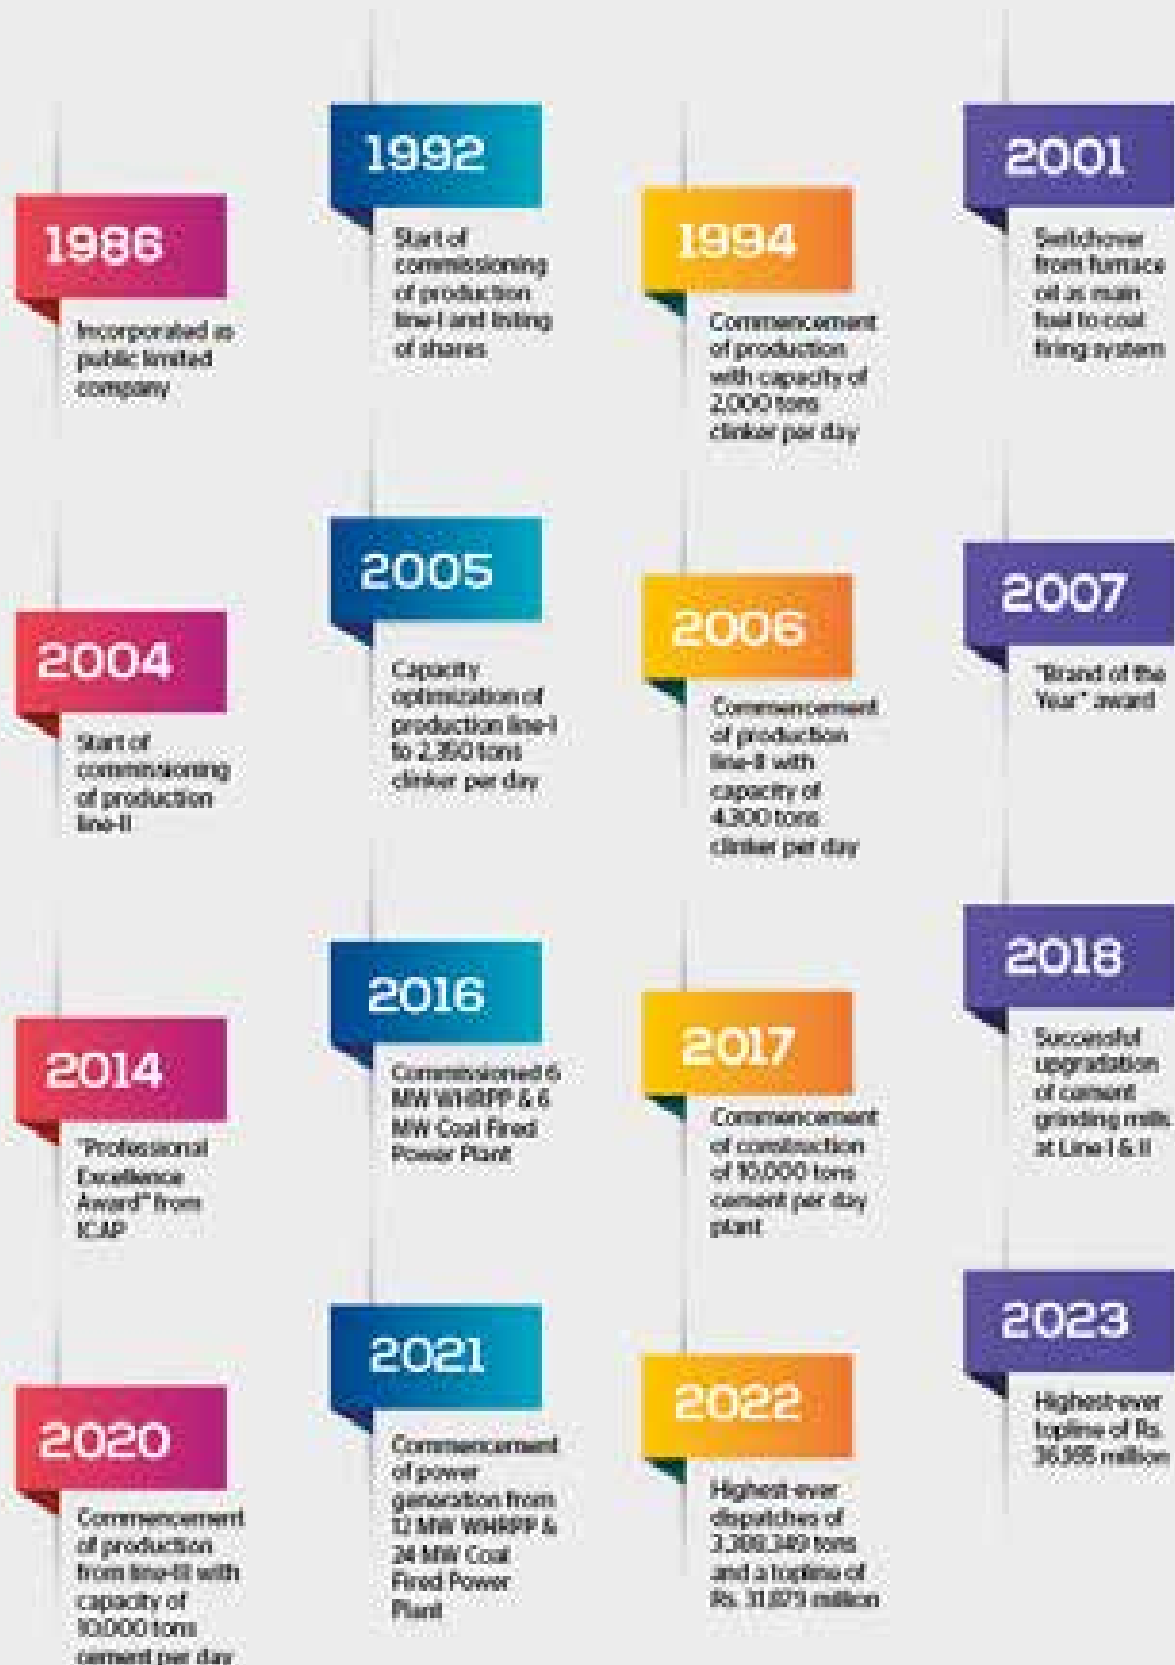 1986
Incorporated as
public limited
company
1992
Start of
commissioning
of production
line-I and listing
of shares
1994
Commencement
of production
with capacity of
2,000 tons
clinker per day
2001
Switchover
from furnace
oil as main
fuel to coal
firing system
2004
Start of
commissioning
of production
line-II
2005
Capacity
optimization of
production line-I
to tons
clinker per day
2006
Commencement
of production
line-II with
capacity of
tons
clinker per day
2007
"Brand of the
Year" award
2014
"Professional
Excellence
Award" from
ICAP
2016
Commissioned 6
MW WHRPP & 6
MW Coal Fired
Power Plant
2017
Commencement
of construction
of 10,000 tons
cement per day
plant
2018
Successful
upgradation
of cement
grinding mills
at Line I & II
2020
Commencement
of production
from line-III with
capacity of
10,000 tons
cement per day
2021
Commencement
of power
generation from
12 MW WHRPP &
24 MW Coal
Fired Power
Plant
2022
Highest-ever
dispatches of
tons
and a topline of
Rs. million
2023
Highest-ever
topline of Rs.
million